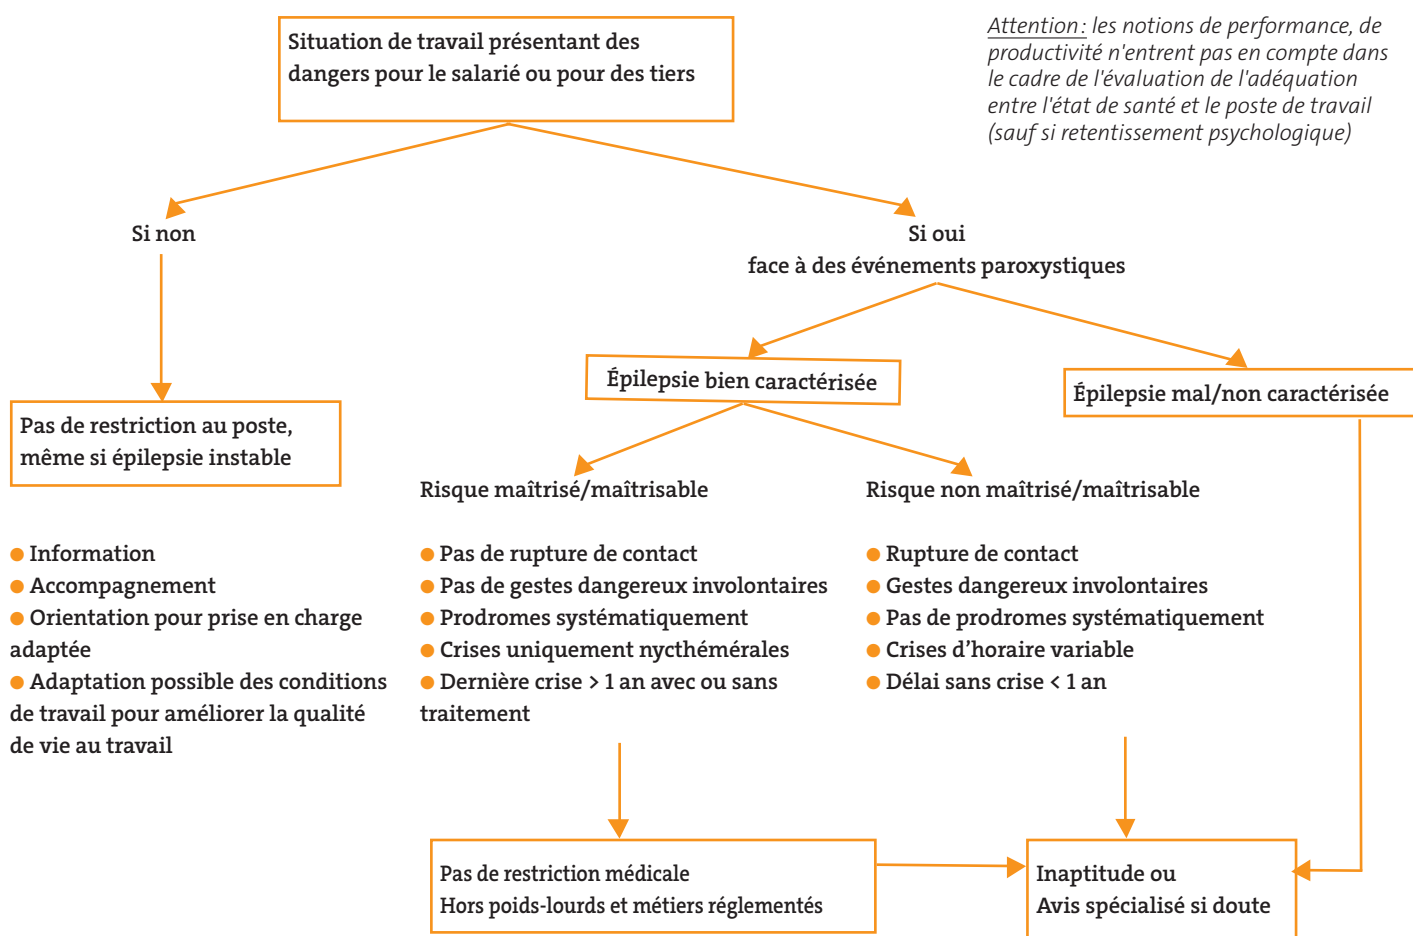 Situation de travail présentant des
dangers pour le salarié ou pour des tiers
Attention : les notions de performance, de
productivité n'entrent pas en compte dans
le cadre de l'évaluation de l'adéquation
entre l'état de santé et le poste de travail
(sauf si retentissement psychologique)
Si non
Si oui
face à des événements paroxystiques
Épilepsie bien caractérisée
Épilepsie mal/non caractérisée
Pas de restriction au poste,
même si épilepsie instable
● Information
● Accompagnement
● Orientation pour prise en charge
adaptée
● Adaptation possible des conditions
de travail pour améliorer la qualité
de vie au travail
Risque maîtrisé/maîtrisable
● Pas de rupture de contact
● Pas de gestes dangereux involontaires
● Prodromes systématiquement
● Crises uniquement nycthémérales
● Dernière crise > 1 an avec ou sans
traitement
Risque non maîtrisé/maîtrisable
● Rupture de contact
● Gestes dangereux involontaires
● Pas de prodromes systématiquement
● Crises d’horaire variable
● Délai sans crise < 1 an
Pas de restriction médicale
Hors poids-lourds et métiers réglementés
Inaptitude ou
Avis spécialisé si doute